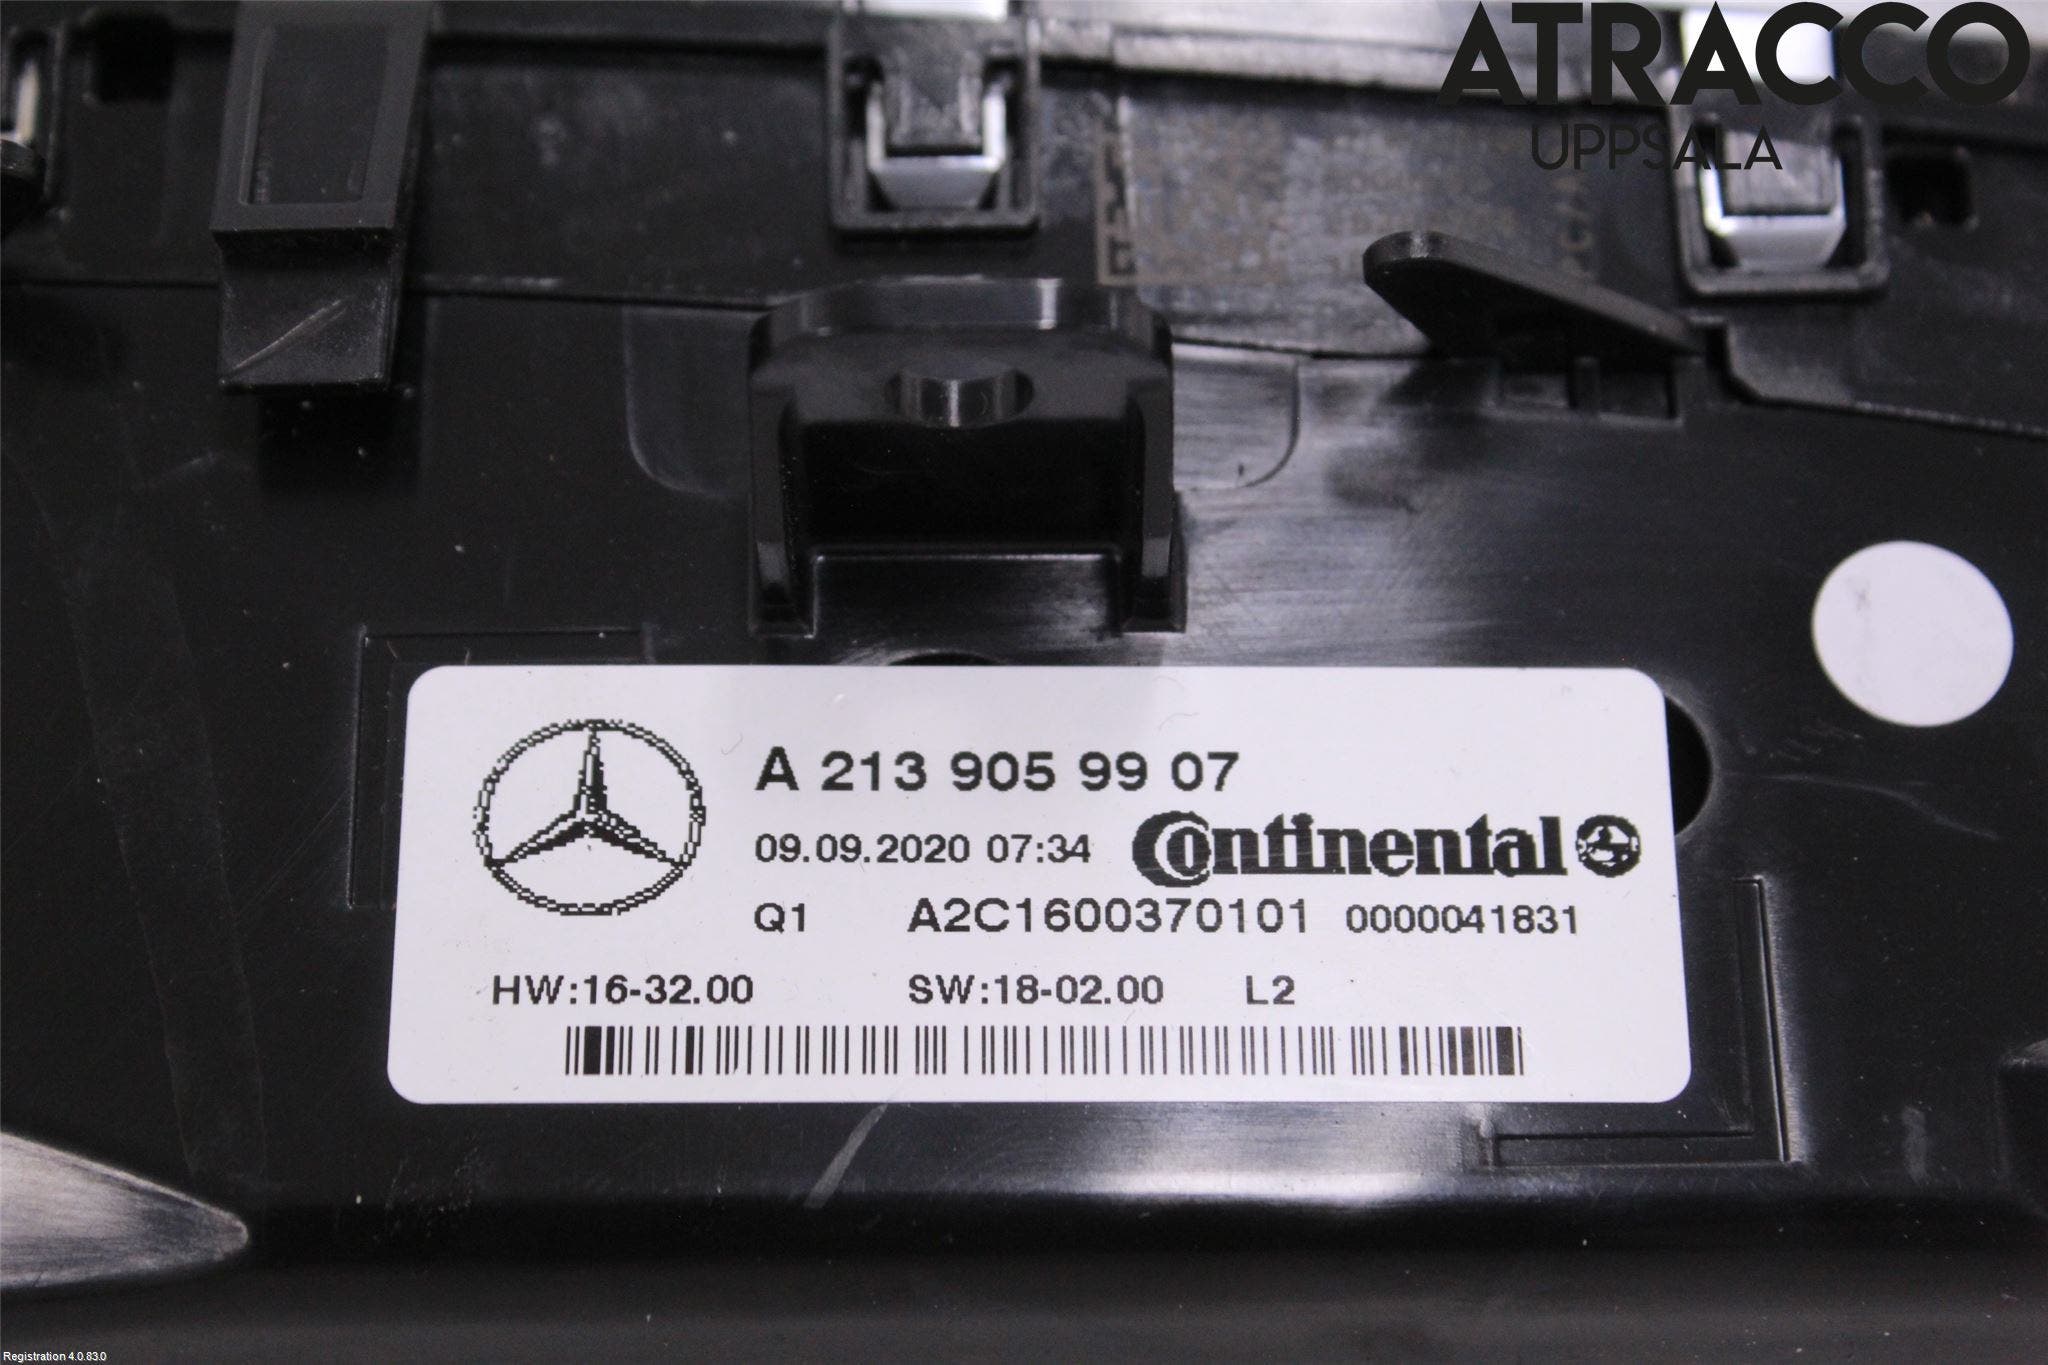 ATRACCO
UPPSALA
A 213 905 99 07
09.09.2020 07:34 Continental
Q1 A2C1600370101 0000041831
HW:16-32.00 SW:18-02.00 L2
Registration 4.0.83.0